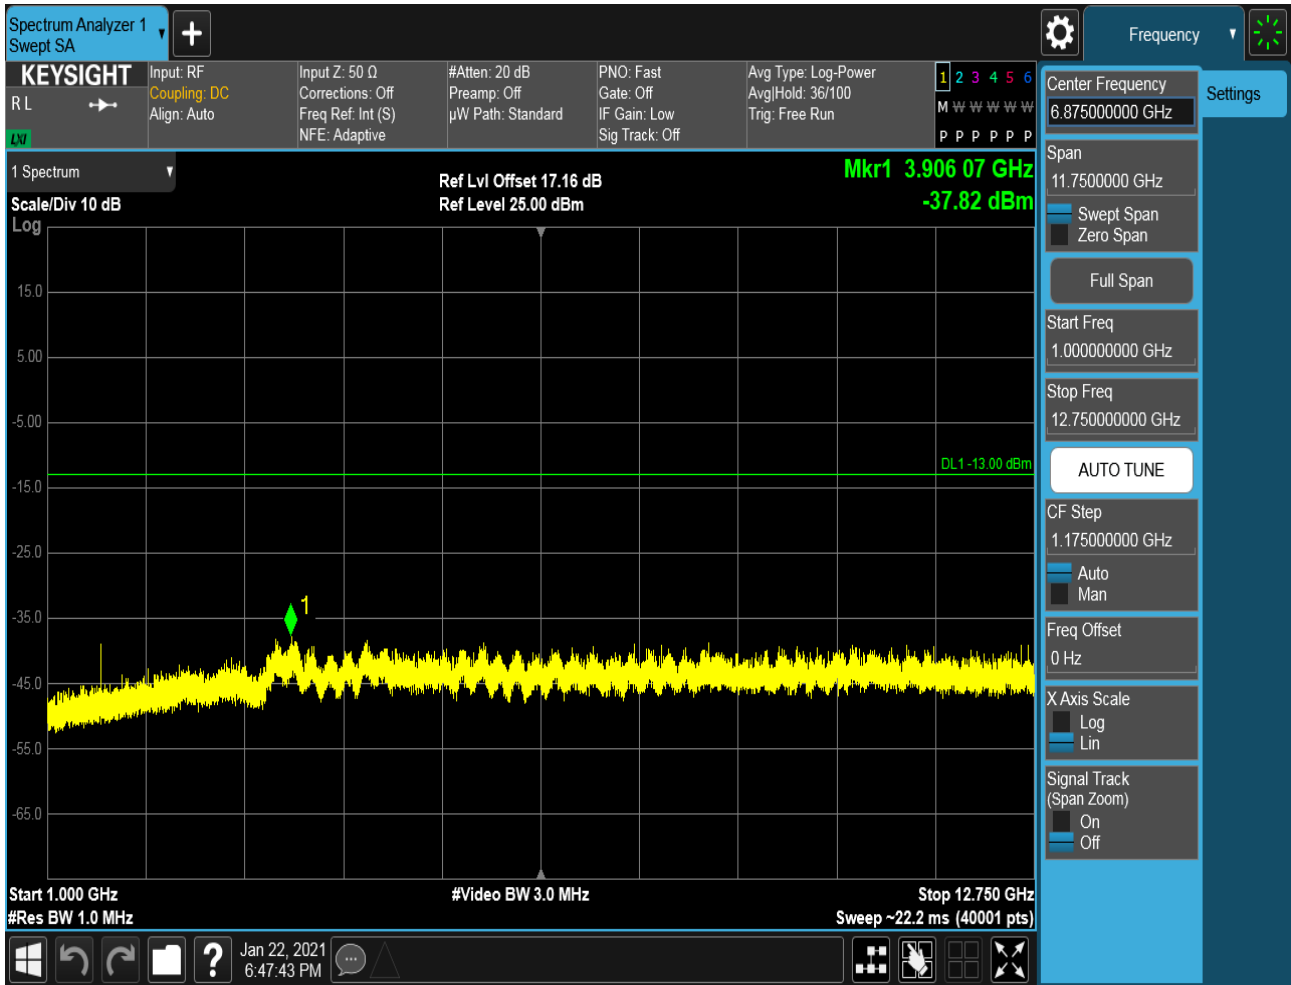 Spectrum Analyzer 1
Swept SA
Frequency
KEYSIGHT
R L
LXI
Input: RF
Coupling: DC
Align: Auto
Input Z: 50 Ω
Corrections: Off
Freq Ref: Int (S)
NFE: Adaptive
#Atten: 20 dB
Preamp: Off
µW Path: Standard
PNO: Fast
Gate: Off
IF Gain: Low
Sig Track: Off
Avg Type: Log-Power
Avg|Hold: 36/100
Trig: Free Run
1 2 3 4 5 6
M W W W W W
P P P P P P
1 Spectrum
Scale/Div 10 dB
Log
Ref Lvl Offset 17.16 dB
Ref Level 25.00 dBm
Mkr1 3.906 07 GHz
-37.82 dBm
15.0
5.00
-5.00
DL1 -13.00 dBm
-15.0
-25.0
1
-35.0
-45.0
-55.0
-65.0
Start 1.000 GHz
#Video BW 3.0 MHz
Stop 12.750 GHz
#Res BW 1.0 MHz
Sweep ~22.2 ms (40001 pts)
?
Jan 22, 2021
6:47:43 PM
Center Frequency
6.875000000 GHz
Settings
Span
11.7500000 GHz
Swept Span
Zero Span
Full Span
Start Freq
1.000000000 GHz
Stop Freq
12.750000000 GHz
AUTO TUNE
CF Step
1.175000000 GHz
Auto
Man
Freq Offset
0 Hz
X Axis Scale
Log
Lin
Signal Track
(Span Zoom)
On
Off